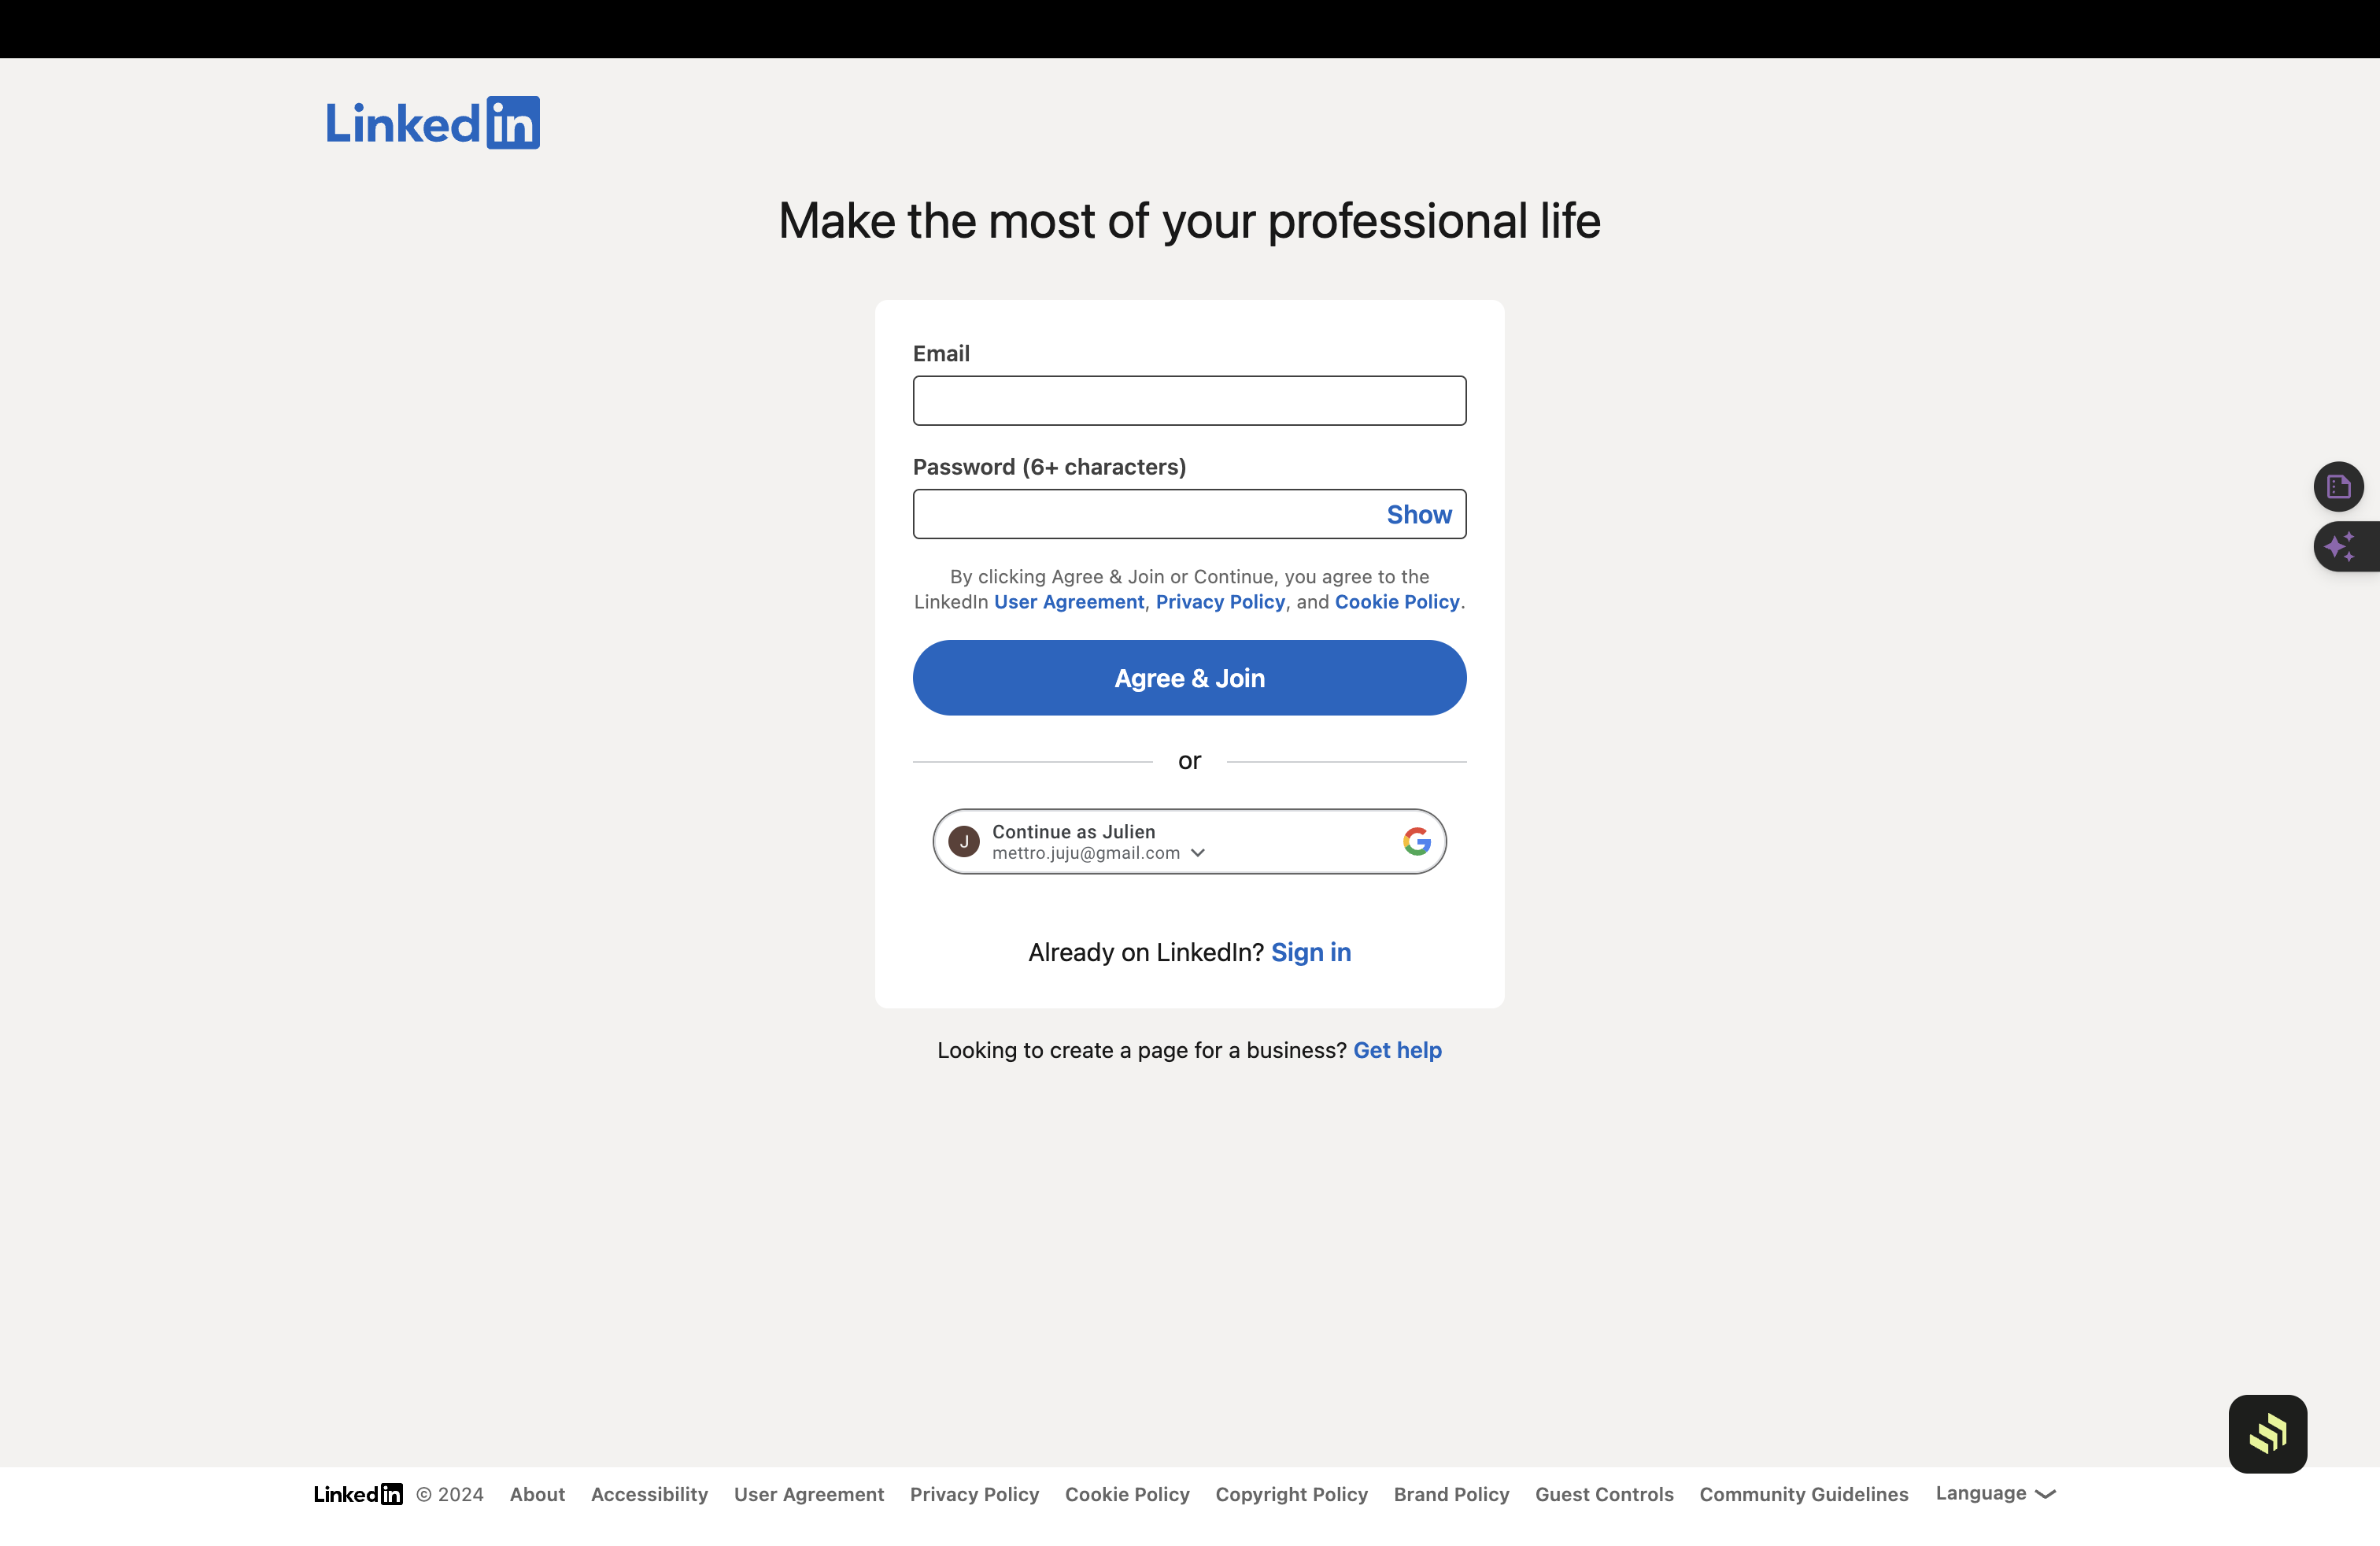 Linkedin
Make the most of your professional life
Email
Password (6+ characters)
Show
By clicking Agree & Join or Continue, you agree to the
LinkedIn User Agreement, Privacy Policy, and Cookie Policy.
Agree & Join
or
J
Continue as Julien
mettro.juju@gmail.com
Already on LinkedIn? Sign in
Looking to create a page for a business? Get help
Linkedin © 2024 About Accessibility User Agreement Privacy Policy Cookie Policy Copyright Policy Brand Policy Guest Controls Community Guidelines Language